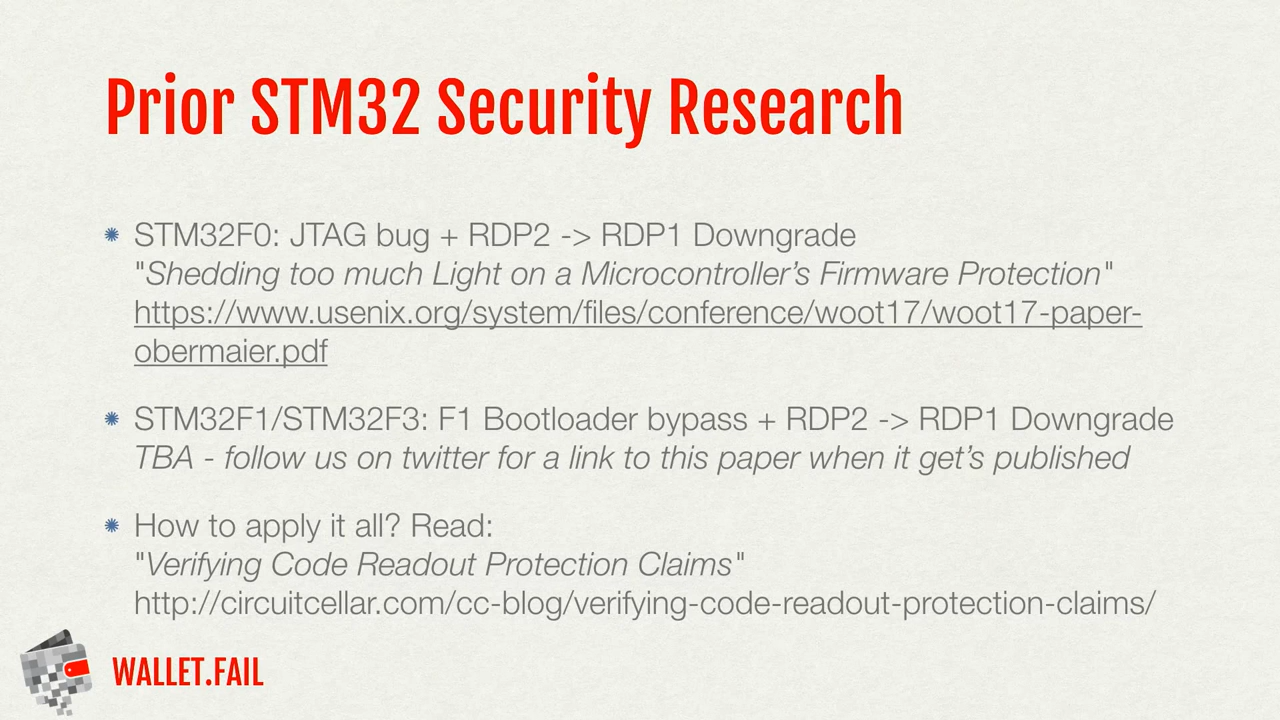 Prior STM32 Security Research
STM32F0: JTAG bug + RDP2 -> RDP1 Downgrade
"Shedding too much Light on a Microcontroller’s Firmware Protection"
https://www.usenix.org/system/files/conference/woot17/woot17-paper-
obermaier.pdf
STM32F1/STM32F3: F1 Bootloader bypass + RDP2 -> RDP1 Downgrade
TBA - follow us on twitter for a link to this paper when it get’s published
How to apply it all? Read:
"Verifying Code Readout Protection Claims"
http://circuitcellar.com/cc-blog/verifying-code-readout-protection-claims/
WALLET.FAIL